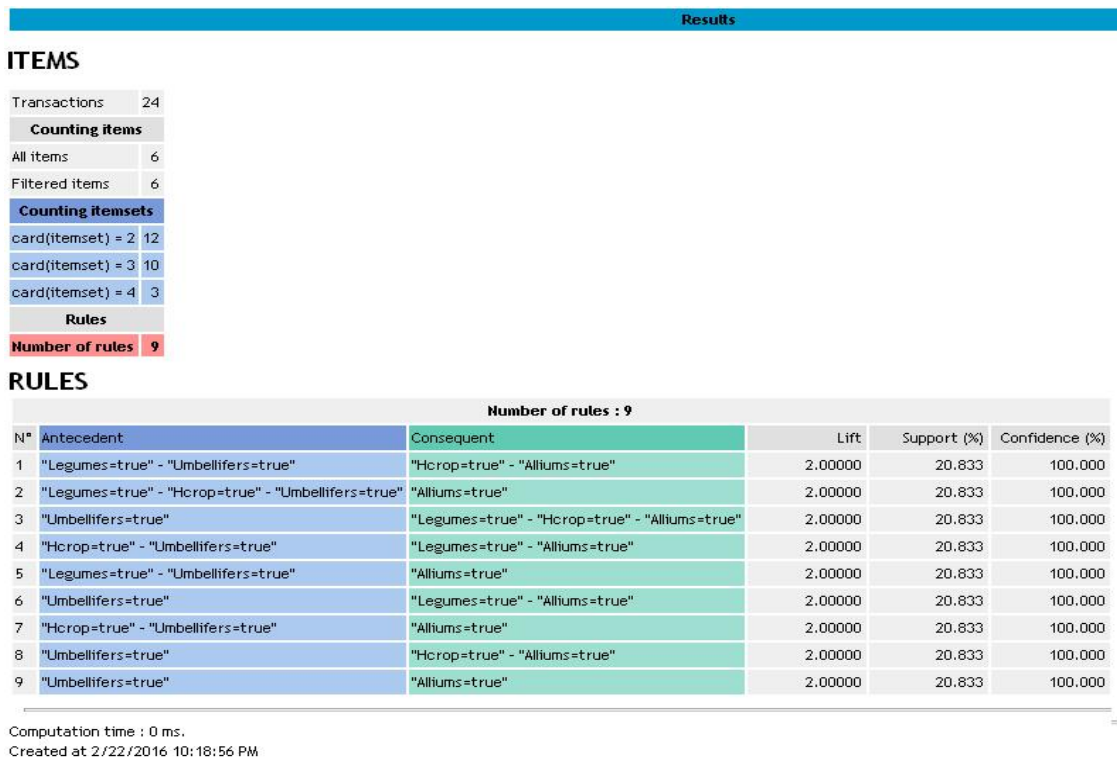 Results
ITEMS
Transactions 24
Counting items
All items 6
Filtered items 6
Counting itemsets
card(itemset) = 2 12
card(itemset) = 3 10
card(itemset) = 4 3
Rules
Number of rules 9
RULES
Number of rules : 9
N° Antecedent Consequent Lift Support (%) Confidence (%)
1 "Legumes=true" - "Umbellifers=true" "Hcrop=true" - "Alliums=true" 2.00000 20.833 100.000
2 "Legumes=true" - "Hcrop=true" - "Umbellifers=true" "Alliums=true" 2.00000 20.833 100.000
3 "Umbellifers=true" "Legumes=true" - "Hcrop=true" - "Alliums=true" 2.00000 20.833 100.000
4 "Hcrop=true" - "Umbellifers=true" "Legumes=true" - "Alliums=true" 2.00000 20.833 100.000
5 "Legumes=true" - "Umbellifers=true" "Alliums=true" 2.00000 20.833 100.000
6 "Umbellifers=true" "Legumes=true" - "Alliums=true" 2.00000 20.833 100.000
7 "Hcrop=true" - "Umbellifers=true" "Alliums=true" 2.00000 20.833 100.000
8 "Umbellifers=true" "Hcrop=true" - "Alliums=true" 2.00000 20.833 100.000
9 "Umbellifers=true" "Alliums=true" 2.00000 20.833 100.000
Computation time : 0 ms.
Created at 2/22/2016 10:18:56 PM